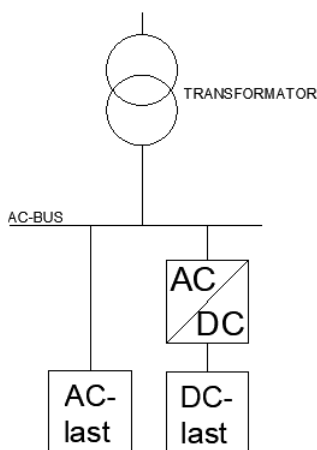 TRANSFORMATOR
AC-BUS
AC
DC
AC-
last
DC-
last